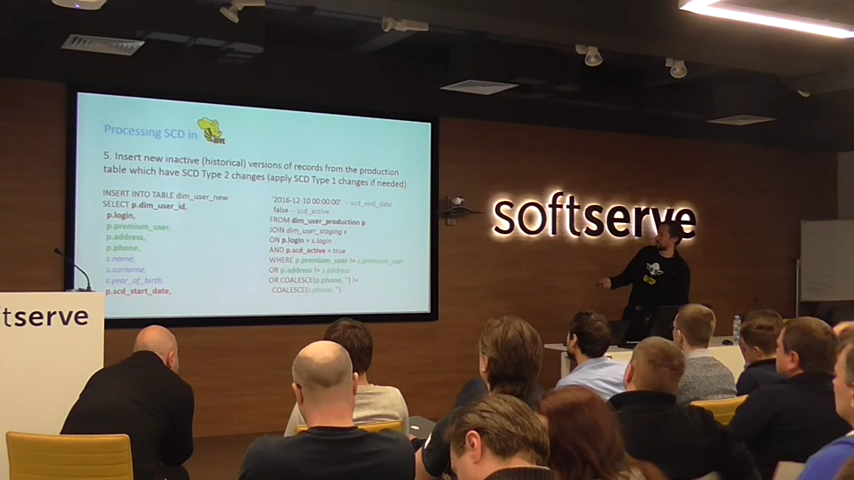 Processing SCD in
5. Insert new inactive (historical) versions of records from the production
table which have SCD Type 2 changes (apply SCD Type 1 changes if needed)
INSERT INTO TABLE dim_user_new
SELECT p.dim_user_id,
p.login,
p.premium_user,
p.address,
p.phone,
s.name,
s.surname,
s.year_of_birth,
p.scd_start_date,
'2016-12-10 00:00:00', -- scd_end_date
false -- scd_active
FROM dim_user_production p
JOIN dim_user_staging s
ON p.login = s.login
AND p.scd_active = true
WHERE p.premium_user != s.premium_user
OR p.address != s.address
OR COALESCE(p.phone, '') !=
COALESCE(s.phone, '')
softserve
ftserve